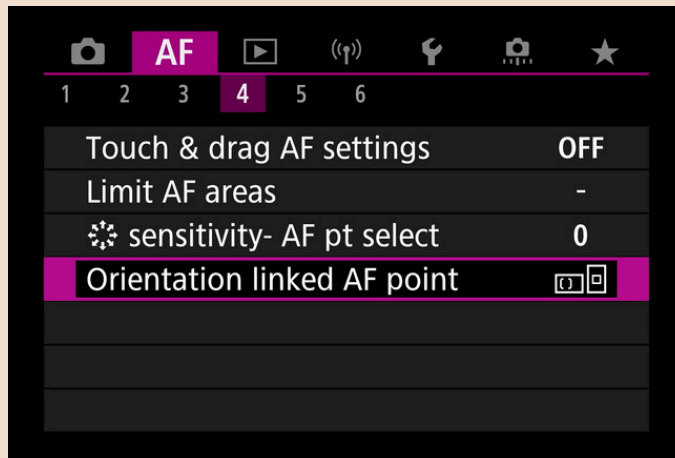 AF
1 2 3 4 5 6
Touch & drag AF settings OFF
Limit AF areas -
sensitivity- AF pt select 0
Orientation linked AF point